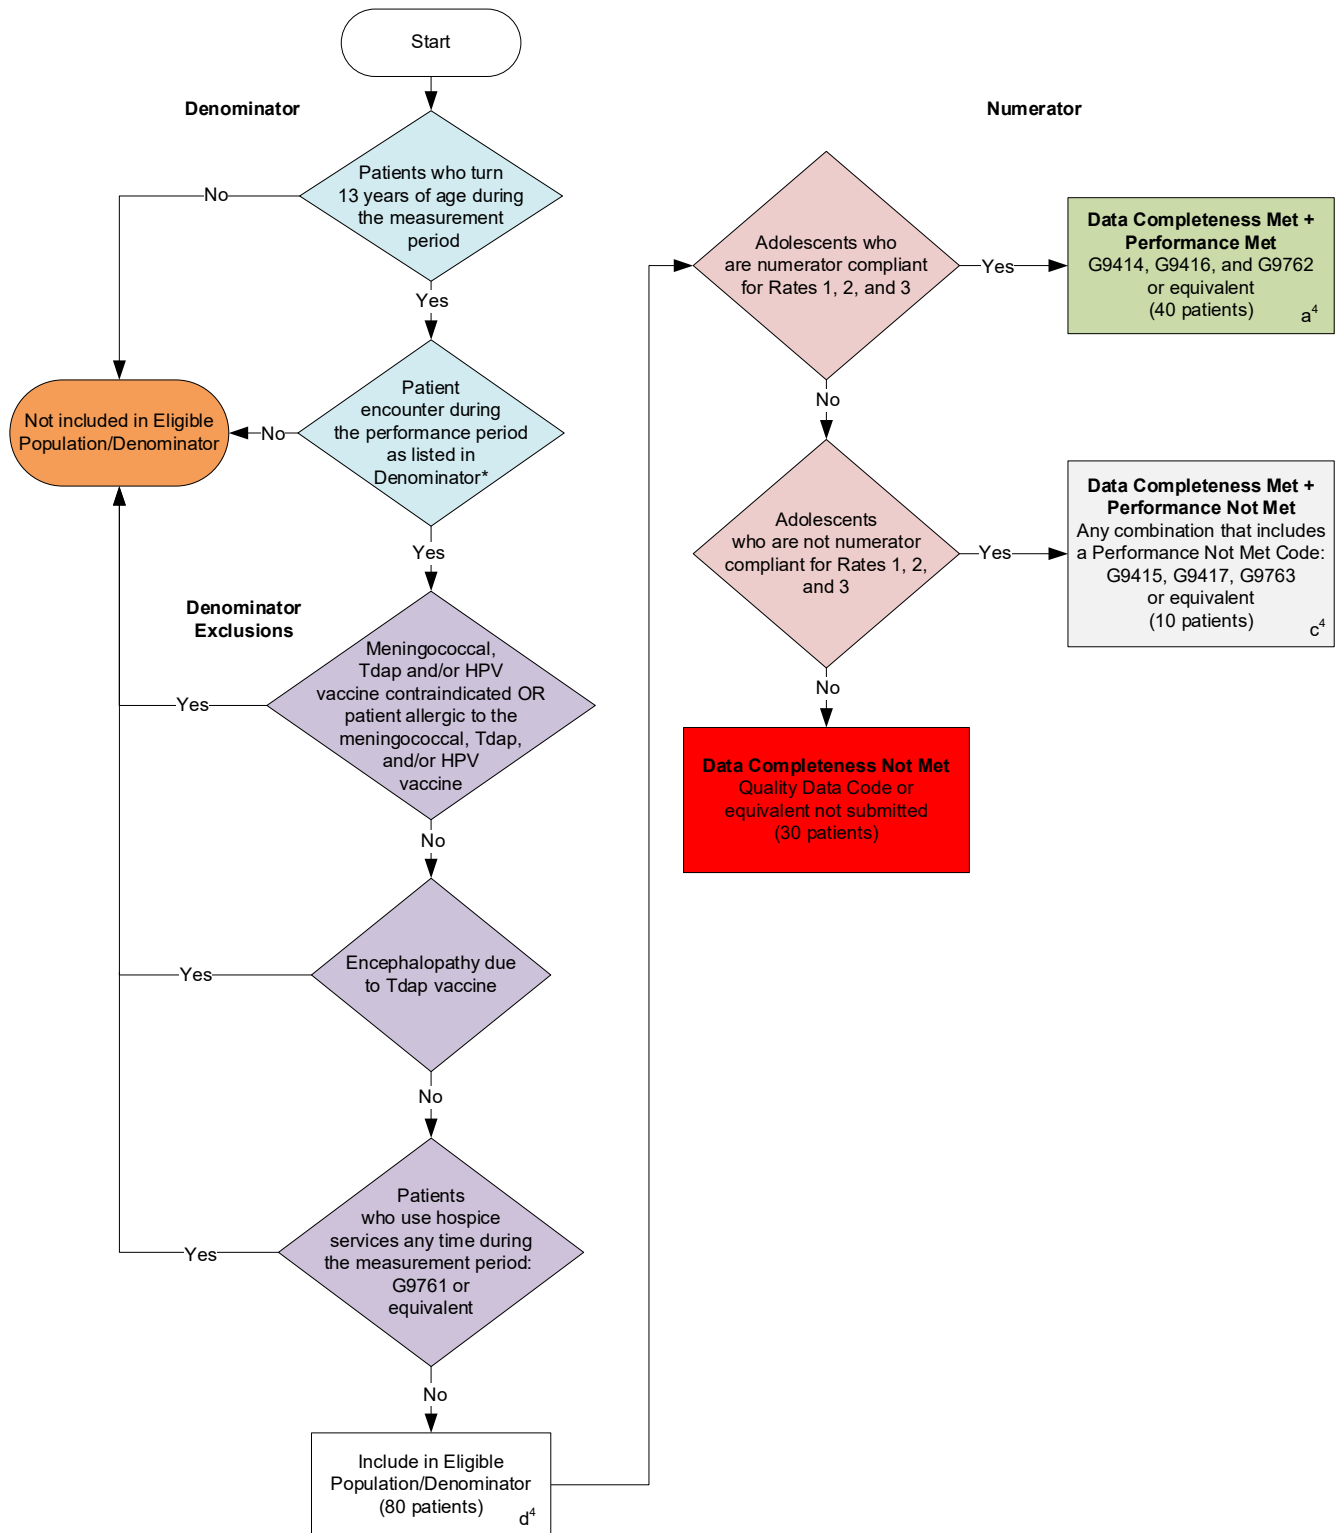 Start
Denominator
Patients who turn
13 years of age during
the measurement
period
No
Yes
Patient
encounter during
the performance period
as listed in
Denominator*
No
Not included in Eligible
Population/Denominator
Yes
Denominator
Exclusions
Meningococcal,
Tdap and/or HPV
vaccine contraindicated OR
patient allergic to the
meningococcal, Tdap,
and/or HPV
vaccine
Yes
No
Encephalopathy due
to Tdap vaccine
Yes
No
Patients
who use hospice
services any time during
the measurement period:
G9761 or
equivalent
Yes
No
Include in Eligible
Population/Denominator
(80 patients)
d⁴
Numerator
Adolescents who
are numerator compliant
for Rates 1, 2, and 3
Yes
Data Completeness Met +
Performance Met
G9414, G9416, and G9762
or equivalent
(40 patients)
a⁴
No
Adolescents
who are not numerator
compliant for Rates 1, 2,
and 3
Yes
Data Completeness Met +
Performance Not Met
Any combination that includes
a Performance Not Met Code:
G9415, G9417, G9763
or equivalent
(10 patients)
c⁴
No
Data Completeness Not Met
Quality Data Code or
equivalent not submitted
(30 patients)